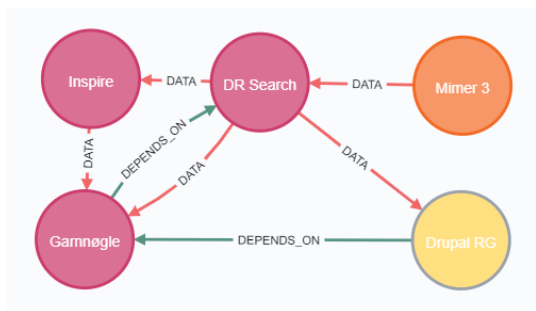 Inspire
DATA
DR Search
DATA
Mimer 3
DATA
DEPENDS_ON
DATA
DATA
Garnnøgle
DEPENDS_ON
Drupal RG